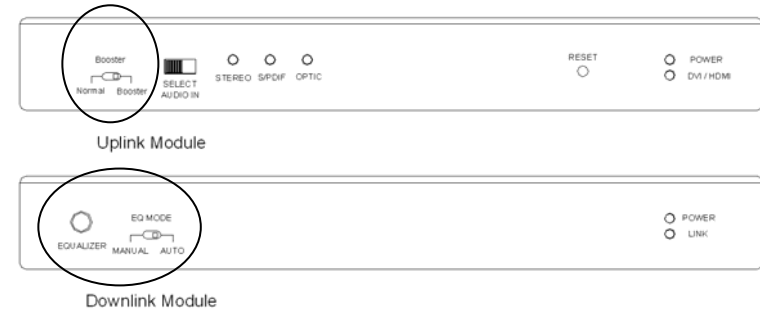 Booster
Normal Booster
SELECT
AUDIO IN
STEREO S/PDIF OPTIC
RESET
POWER
DVI / HDMI
Uplink Module
EQUALIZER
EQ MODE
MANUAL AUTO
POWER
LINK
Downlink Module